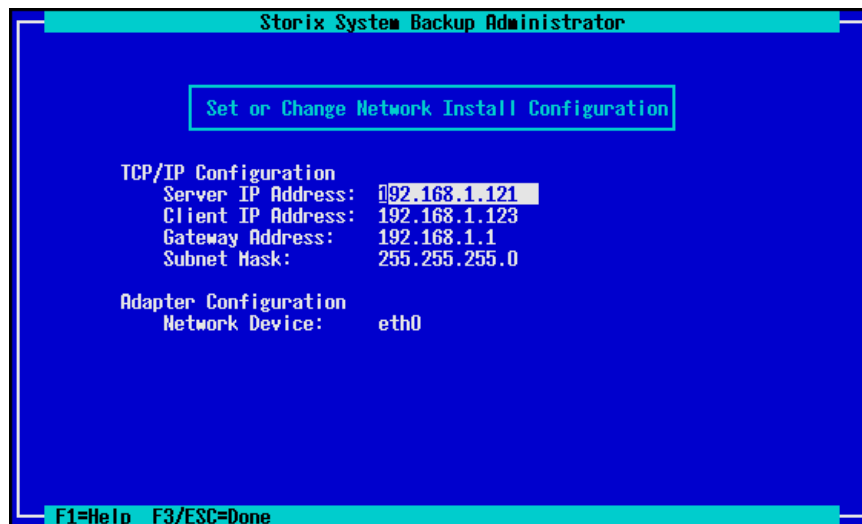 Storix System Backup Administrator
Set or Change Network Install Configuration
TCP/IP Configuration
Server IP Address: 192.168.1.121
Client IP Address: 192.168.1.123
Gateway Address: 192.168.1.1
Subnet Mask: 255.255.255.0
Adapter Configuration
Network Device: eth0
F1=Help F3/ESC=Done